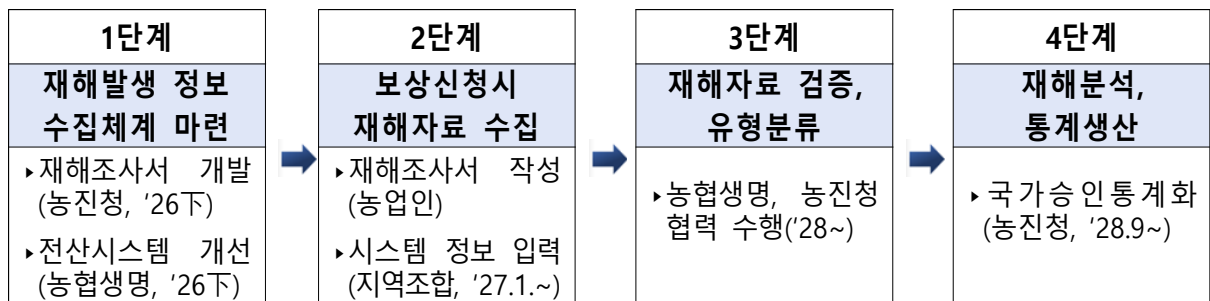 1단계
재해발생 정보
수집체계 마련
▸재해조사서 개발
(농진청, '26下)
▸전산시스템 개선
(농협생명, '26下)
2단계
보상신청시
재해자료 수집
▸재해조사서 작성
(농업인)
▸시스템 정보 입력
(지역조합, '27.1.~)
3단계
재해자료 검증,
유형분류
▸농협생명, 농진청
협력 수행('28~)
4단계
재해분석,
통계생산
▸국가승인통계화
(농진청, '28.9~)